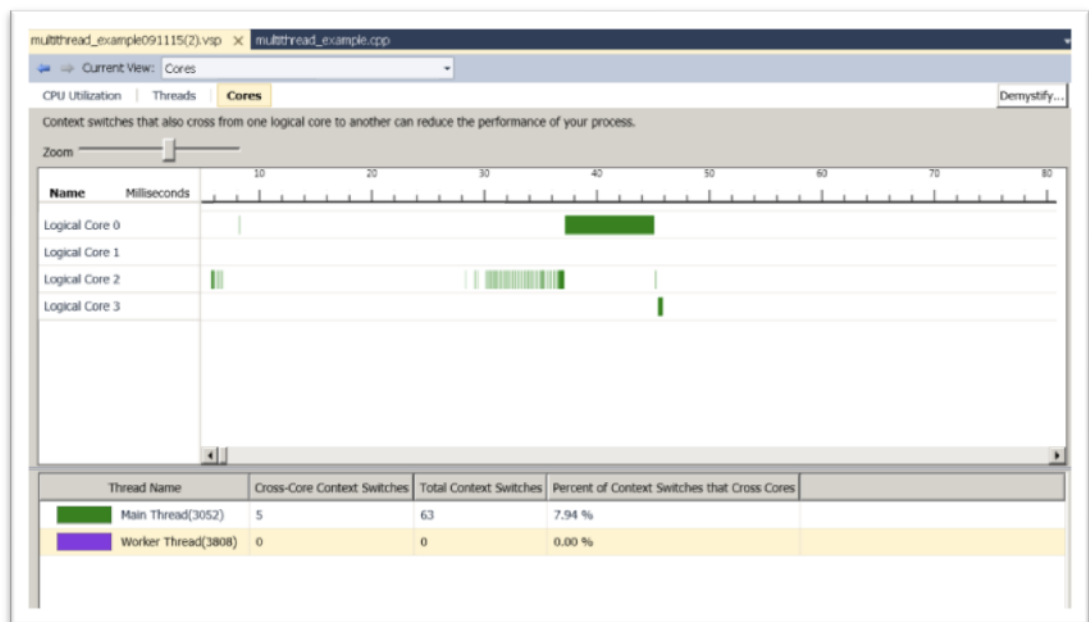 multithread_example091115(2).vsp × multithread_example.cpp
Current View: Cores
CPU Utilization | Threads | Cores Demystify...
Context switches that also cross from one logical core to another can reduce the performance of your process.
Zoom
10 20 30 40 50 60 70 80
Name Milliseconds
Logical Core 0
Logical Core 1
Logical Core 2
Logical Core 3
Thread Name Cross-Core Context Switches Total Context Switches Percent of Context Switches that Cross Cores
Main Thread(3052) 5 63 7.94 %
Worker Thread(3808) 0 0 0.00 %